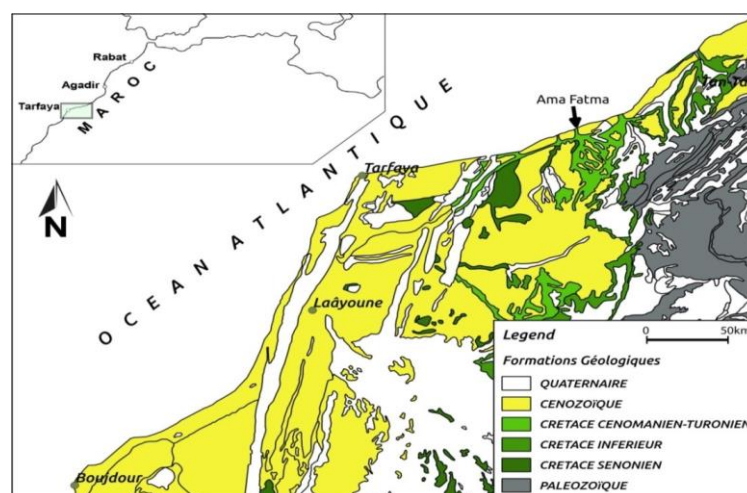 Rabat
Agadir
Tarfaya
MAROC
OCEAN ATLANTIQUE
N
Ama Fatma
Tarfaya
Laâyoune
Boujdour
Legend
0 50km
Formations Géologiques
QUATERNAIRE
CENOZOÏQUE
CRETACE CENOMANIEN-TURONIEN
CRETACE INFERIEUR
CRETACE SENONIEN
PALEOZOÏQUE